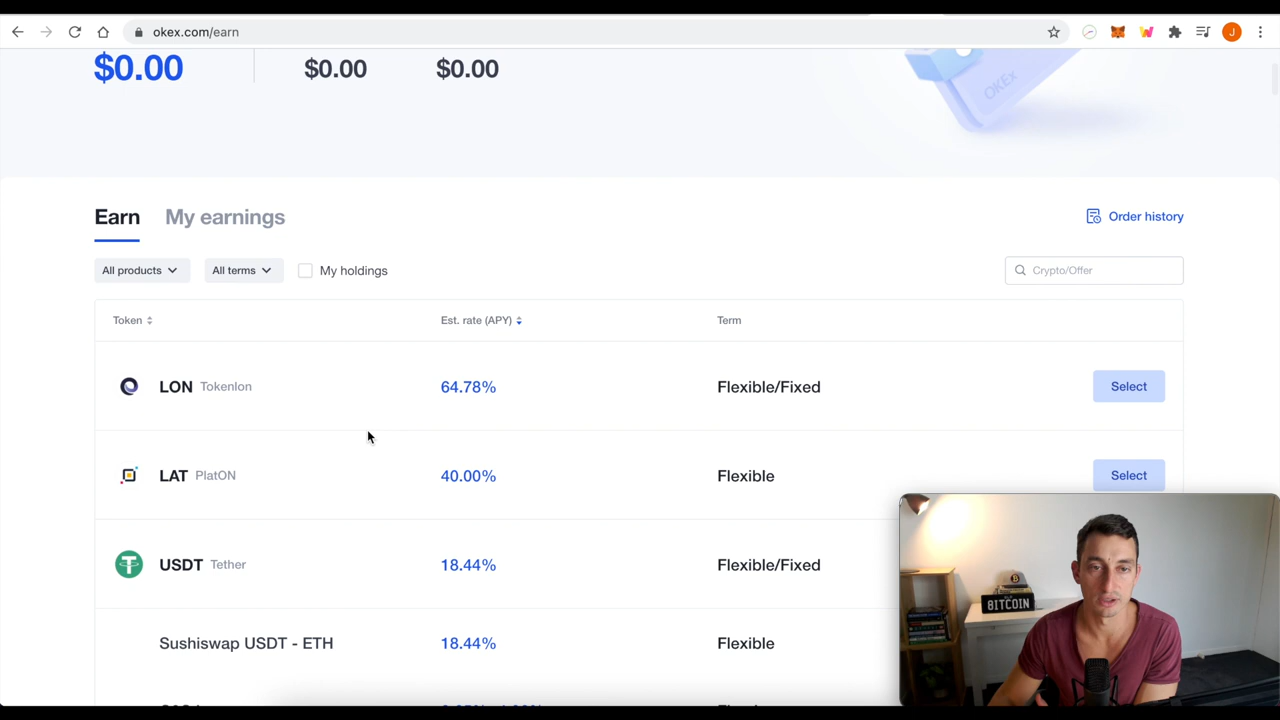 okex.com/earn
J
$0.00
$0.00
$0.00
OKEx
Earn
My earnings
Order history
All products
All terms
My holdings
Crypto/Offer
Token
Est. rate (APY)
Term
LON Tokenlon
64.78%
Flexible/Fixed
Select
LAT PlatON
40.00%
Flexible
Select
USDT Tether
18.44%
Flexible/Fixed
Sushiswap USDT - ETH
18.44%
Flexible
BITCOIN